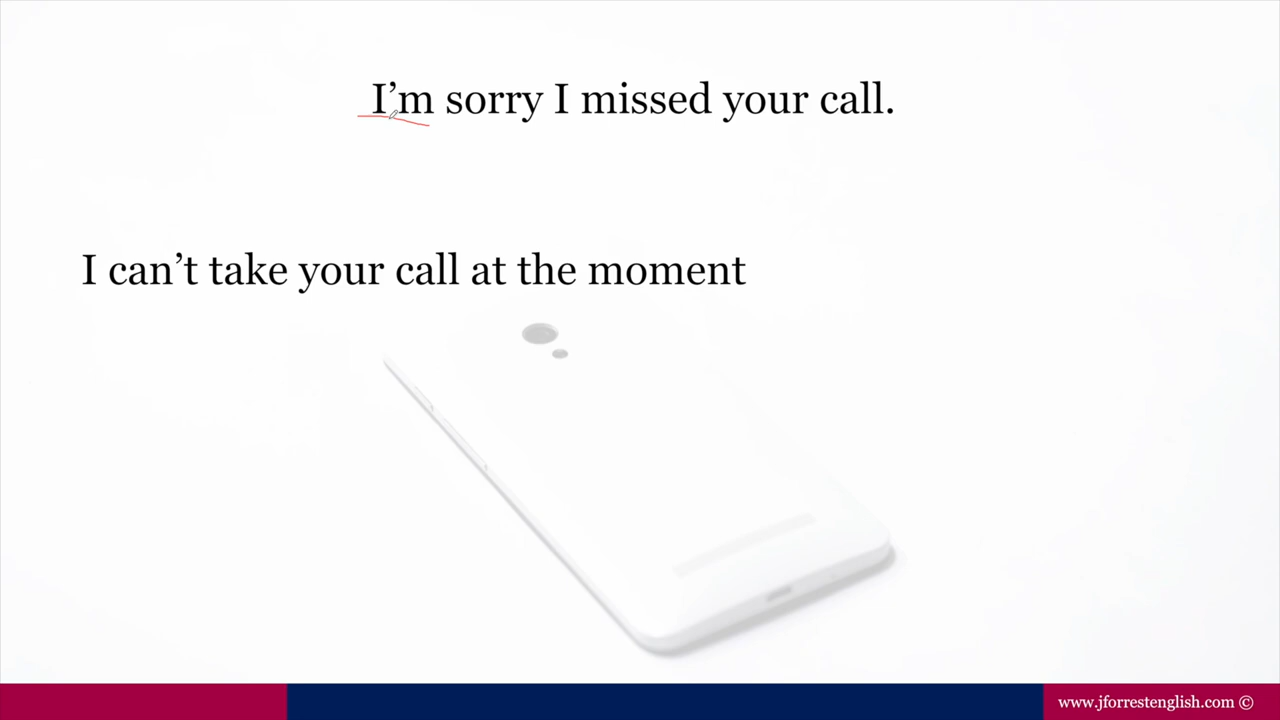 I'm sorry I missed your call.
I can't take your call at the moment
www.jforrestenglish.com ©